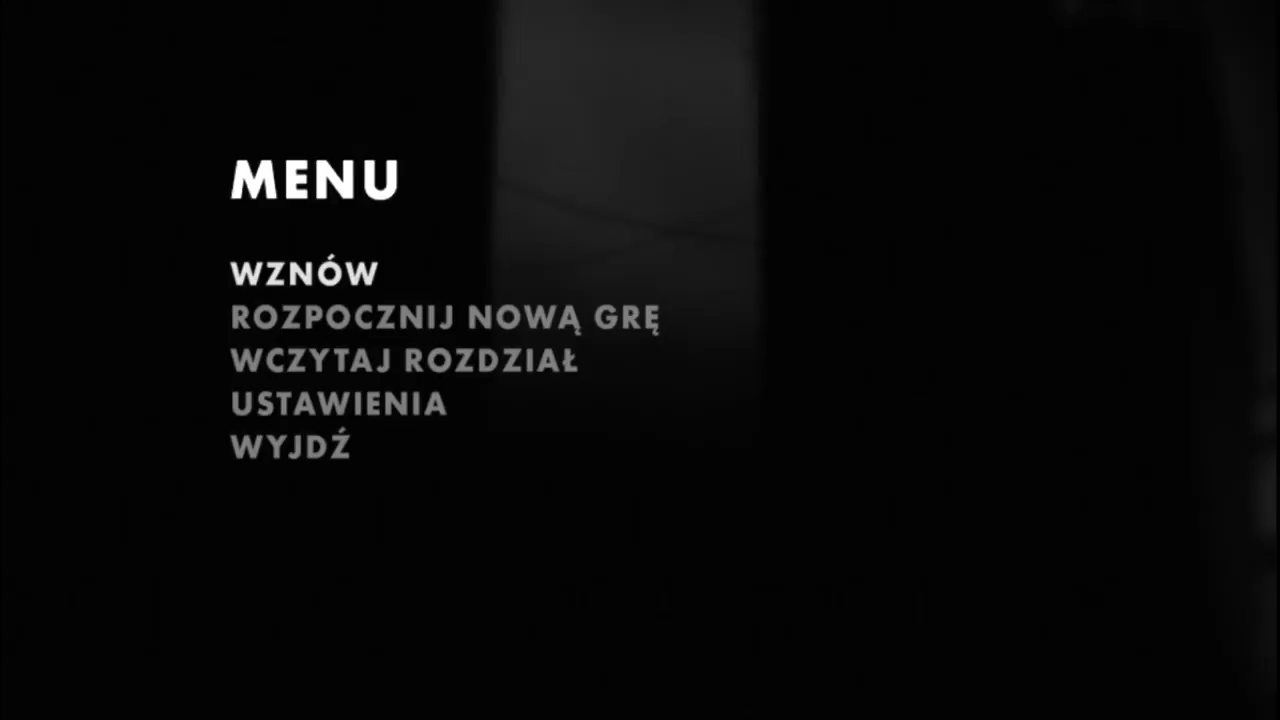 MENU
WZNÓW
ROZPOCZNIJ NOWĄ GRĘ
WCZYTAJ ROZDZIAŁ
USTAWIENIA
WYJDŹ